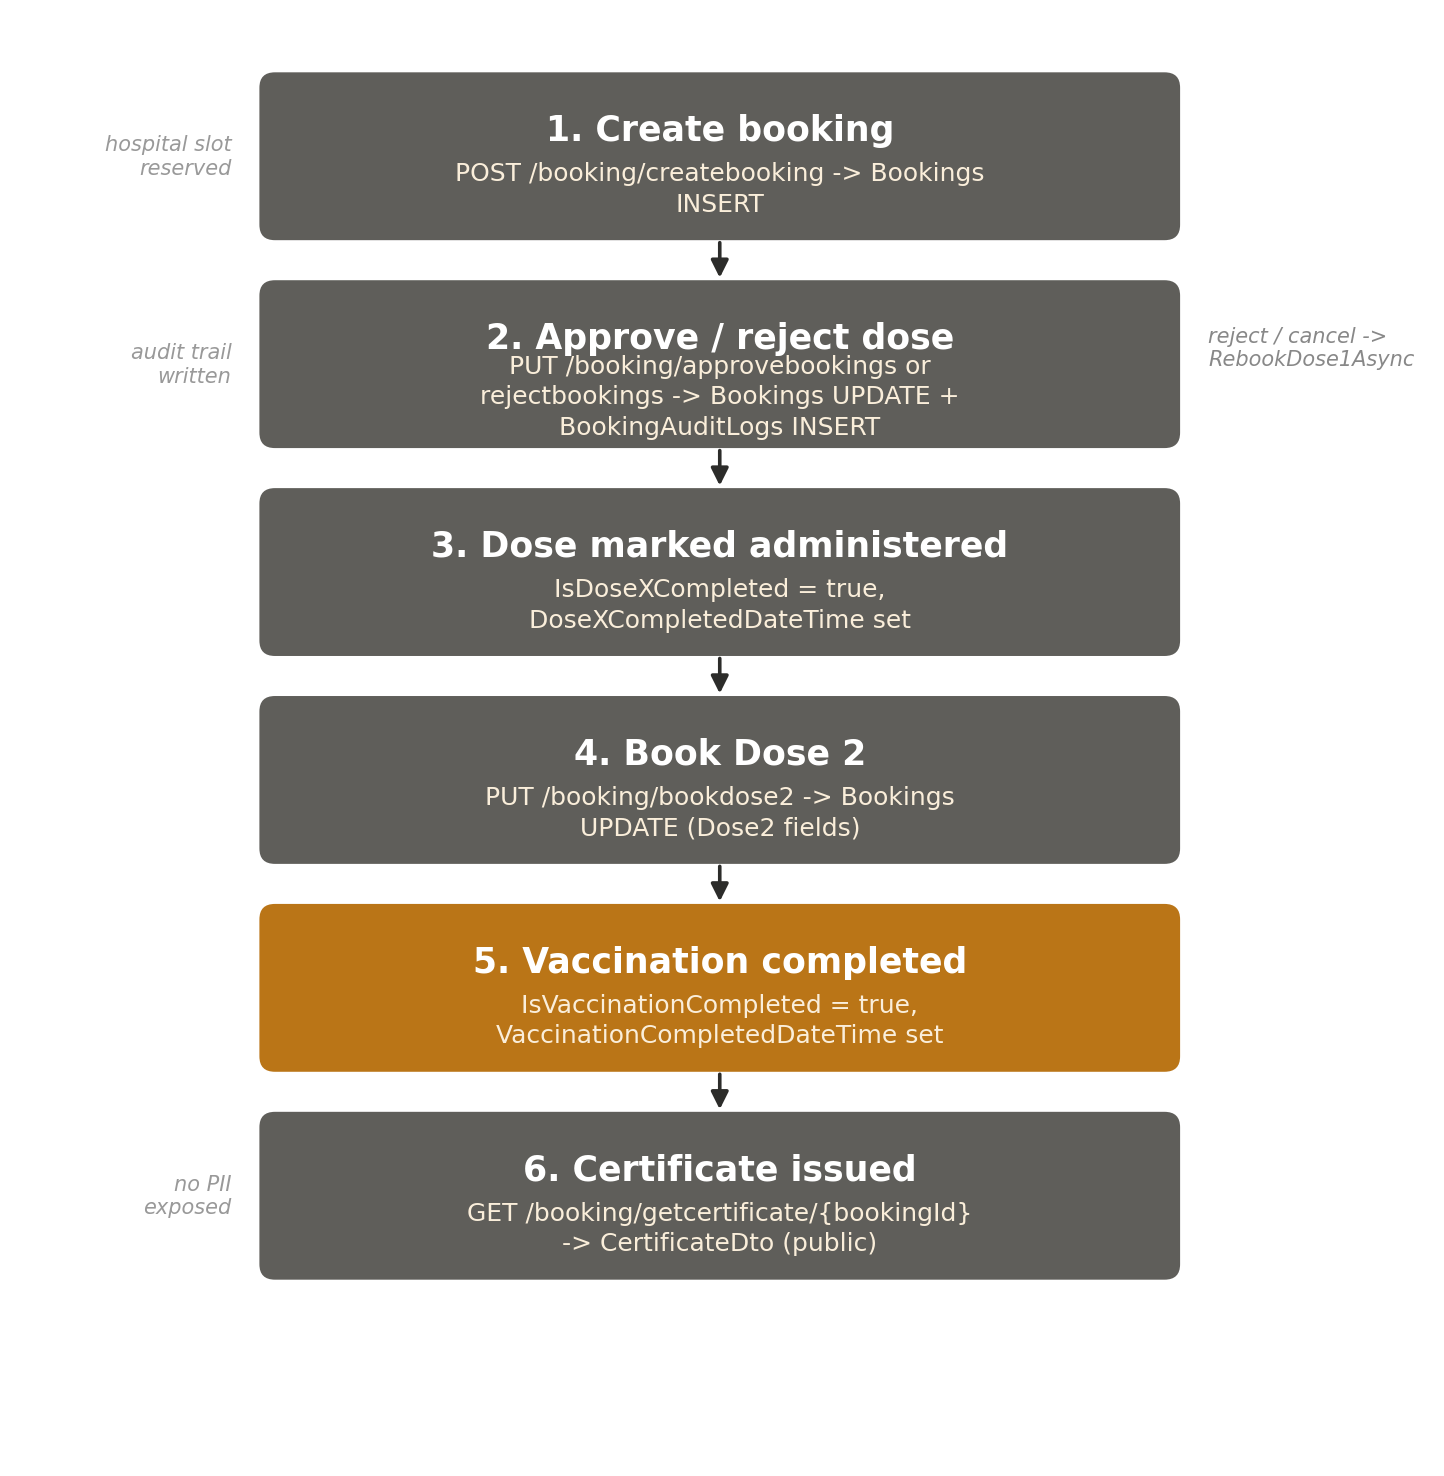 hospital slot
reserved
1. Create booking
POST /booking/createbooking -> Bookings
INSERT
audit trail
written
2. Approve / reject dose
PUT /booking/approvebookings or
rejectbookings -> Bookings UPDATE +
BookingAuditLogs INSERT
reject / cancel ->
RebookDose1Async
3. Dose marked administered
IsDoseXCompleted = true,
DoseXCompletedDateTime set
4. Book Dose 2
PUT /booking/bookdose2 -> Bookings
UPDATE (Dose2 fields)
5. Vaccination completed
IsVaccinationCompleted = true,
VaccinationCompletedDateTime set
no PII
exposed
6. Certificate issued
GET /booking/getcertificate/{bookingId}
-> CertificateDto (public)